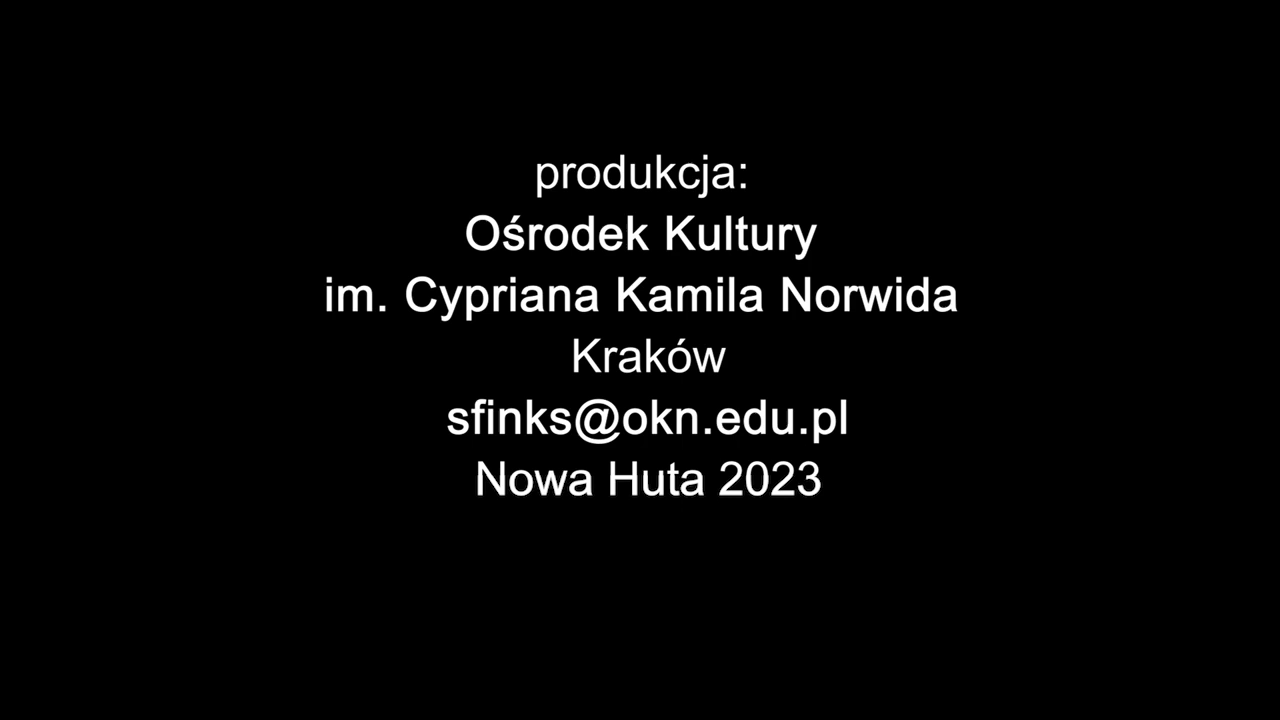 produkcja:
Ośrodek Kultury
im. Cypriana Kamila Norwida
Kraków
sfinks@okn.edu.pl
Nowa Huta 2023